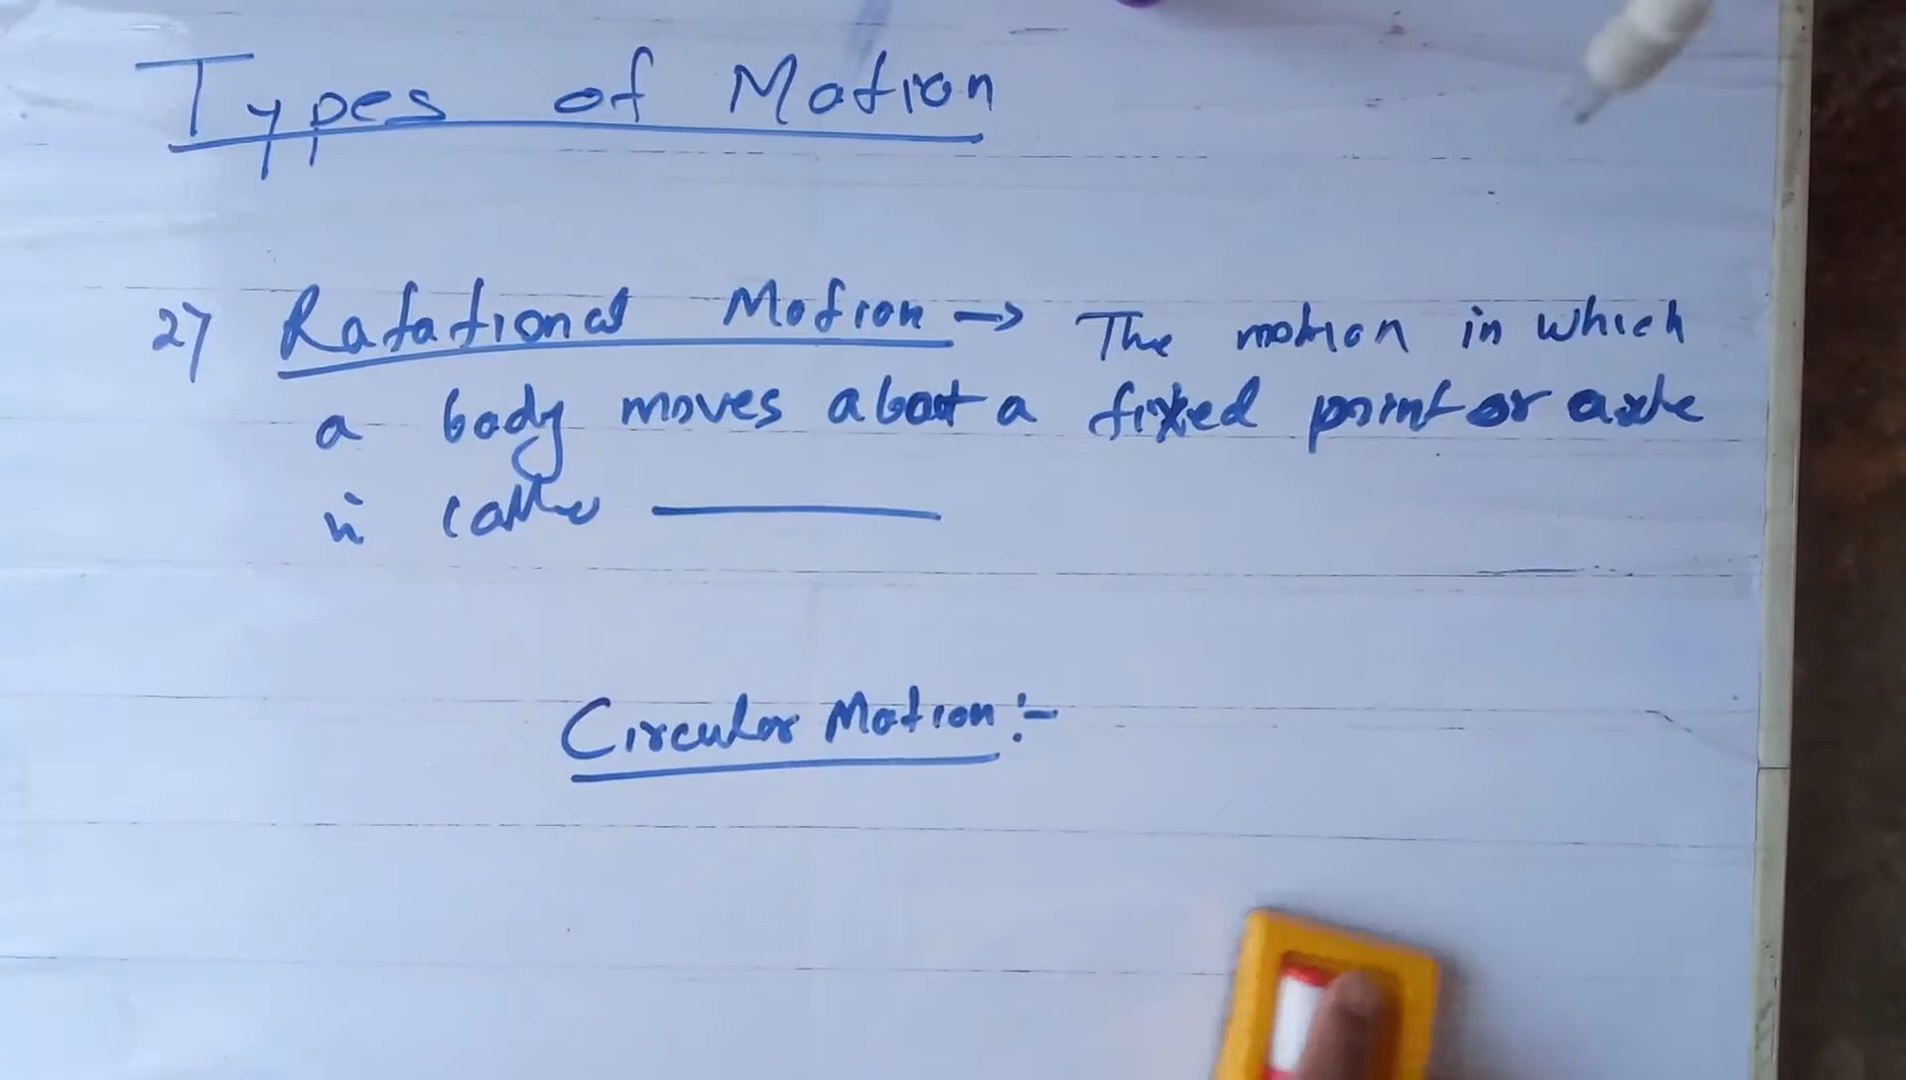 Types of Motion
2) Rotational Motion → The motion in which
a body moves about a fixed point or axle
is called ______
Circular Motion :-